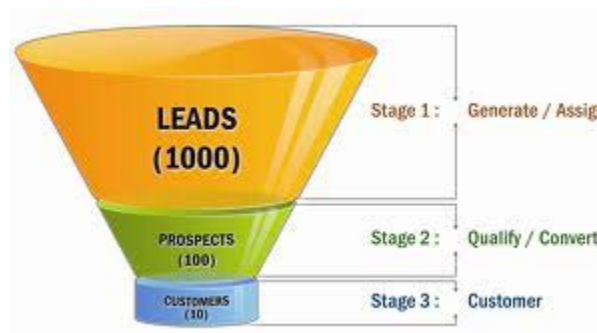 LEADS
(1000)
Stage 1 : Generate / Assig
PROSPECTS
(100)
Stage 2 : Qualify / Convert
CUSTOMERS
(10)
Stage 3 : Customer